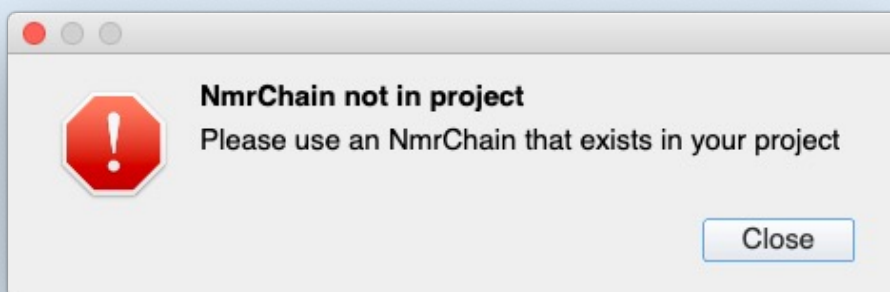 NmrChain not in project
Please use an NmrChain that exists in your project
Close